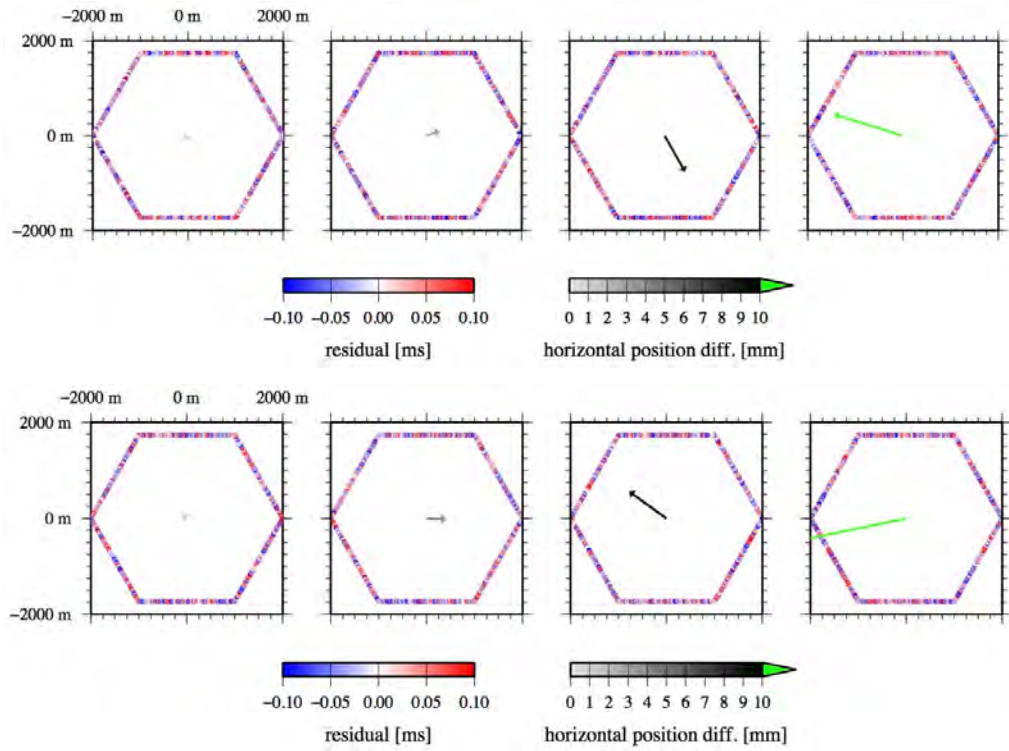 −2000 m 0 m 2000 m
2000 m
0 m
−2000 m
−0.10 −0.05 0.00 0.05 0.10
residual [ms]
0 1 2 3 4 5 6 7 8 9 10
horizontal position diff. [mm]
−2000 m 0 m 2000 m
2000 m
0 m
−2000 m
−0.10 −0.05 0.00 0.05 0.10
residual [ms]
0 1 2 3 4 5 6 7 8 9 10
horizontal position diff. [mm]